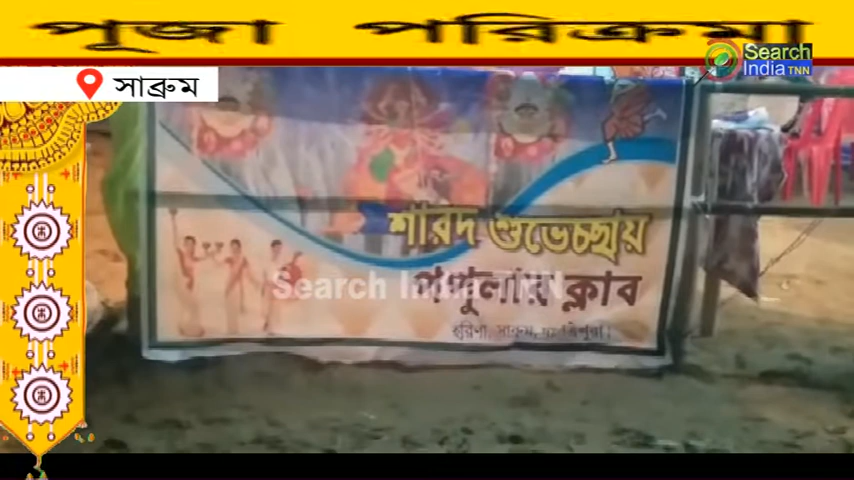 পূজা পরিক্রমা
Search
India TNN
সাব্রুম
শারদ শুভেচ্ছায়
পপুলার ক্লাব
Search India TNN
সাব্রুম,